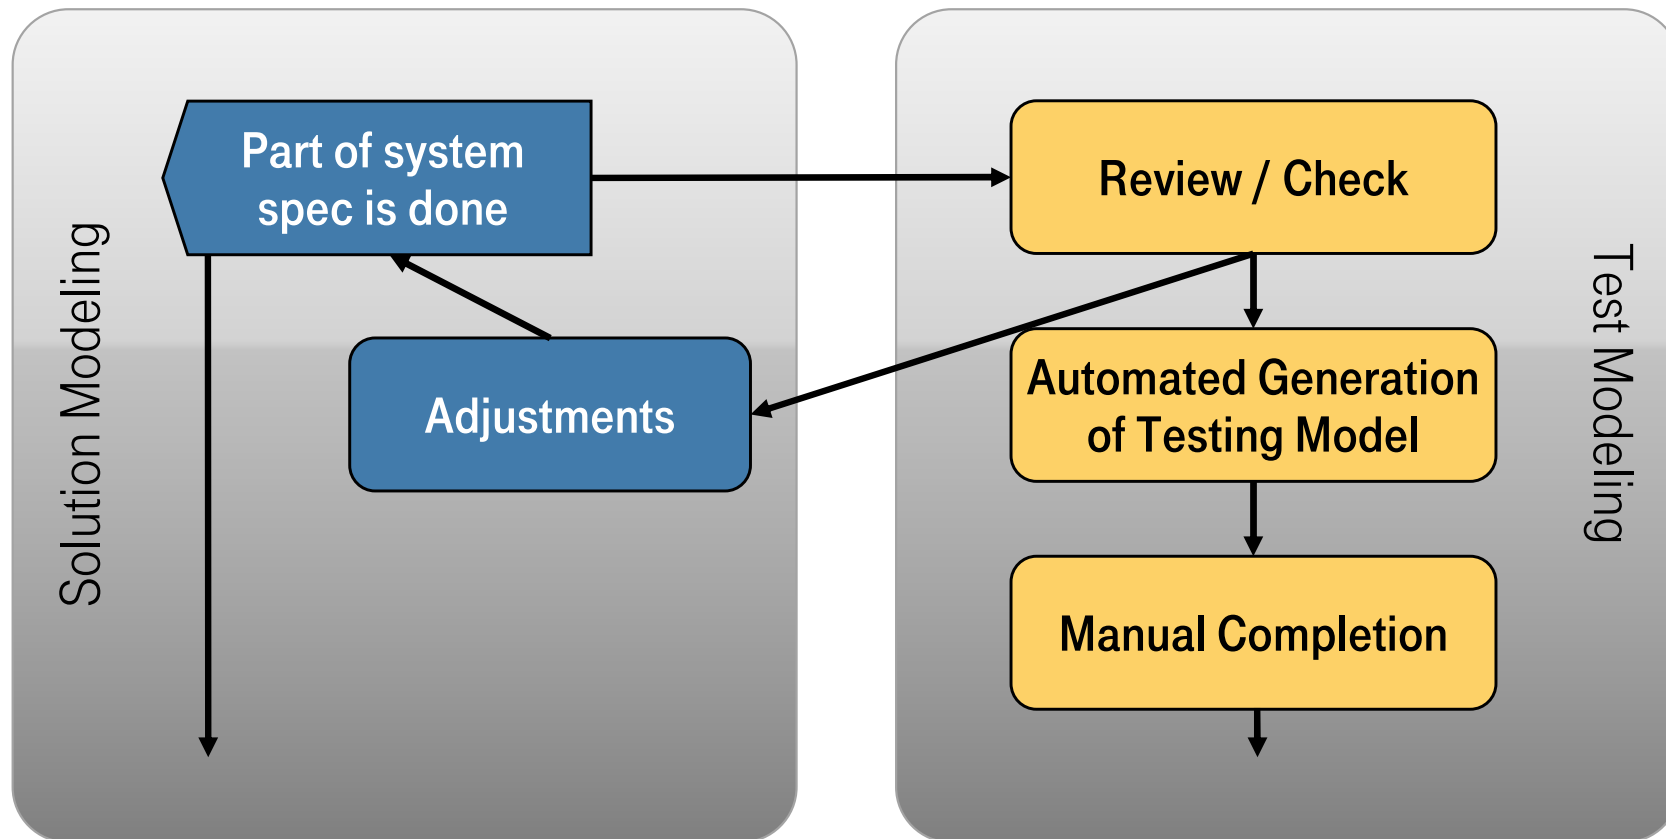 Solution Modeling
Part of system
spec is done
Adjustments
Review / Check
Automated Generation
of Testing Model
Manual Completion
Test Modeling